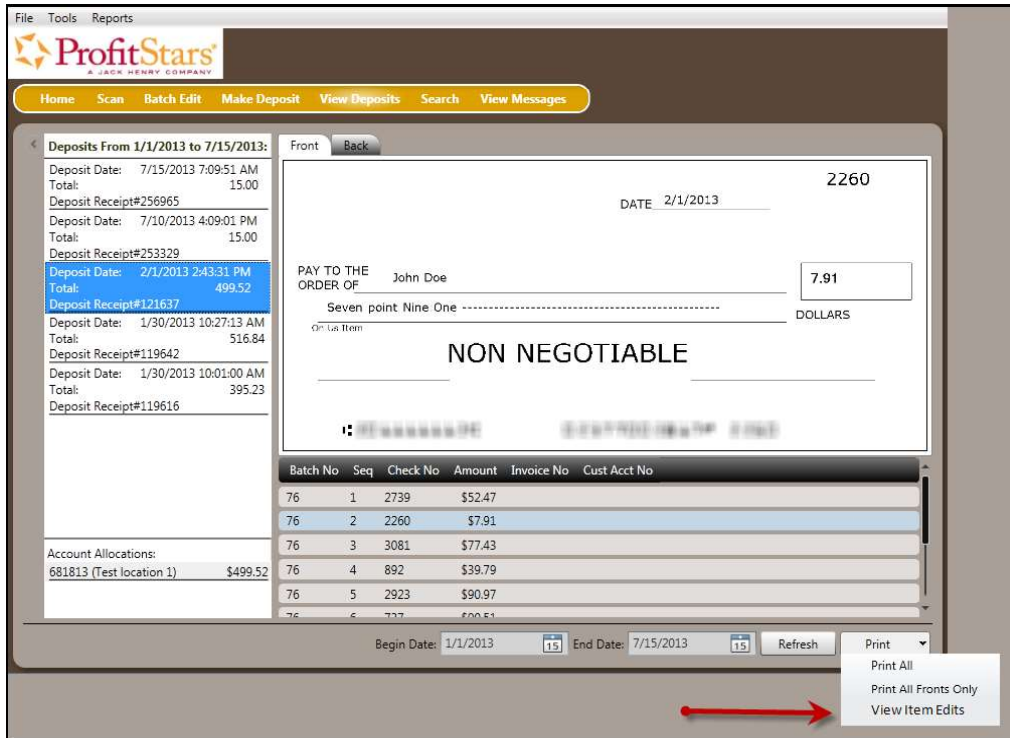 File Tools Reports
ProfitStars
A JACK HENRY COMPANY
Home Scan Batch Edit Make Deposit View Deposits Search View Messages
Deposits From 1/1/2013 to 7/15/2013:
Deposit Date: 7/15/2013 7:09:51 AM
Total: 15.00
Deposit Receipt#256965
Deposit Date: 7/10/2013 4:09:01 PM
Total: 15.00
Deposit Receipt#253329
Deposit Date: 2/1/2013 2:43:31 PM
Total: 499.52
Deposit Receipt#121637
Deposit Date: 1/30/2013 10:27:13 AM
Total: 516.84
Deposit Receipt#119642
Deposit Date: 1/30/2013 10:01:00 AM
Total: 395.23
Deposit Receipt#119616
Account Allocations:
681813 (Test location 1) $499.52
Front Back
2260
DATE 2/1/2013
PAY TO THE
ORDER OF John Doe
7.91
Seven point Nine One ------------------------------------------------------------
DOLLARS
On Us Item
NON NEGOTIABLE
Batch No Seq Check No Amount Invoice No Cust Acct No
76 1 2739 $52.47
76 2 2260 $7.91
76 3 3081 $77.43
76 4 892 $39.79
76 5 2923 $90.97
76 6 737
Begin Date: 1/1/2013 15 End Date: 7/15/2013 15 Refresh Print
Print All
Print All Fronts Only
View Item Edits